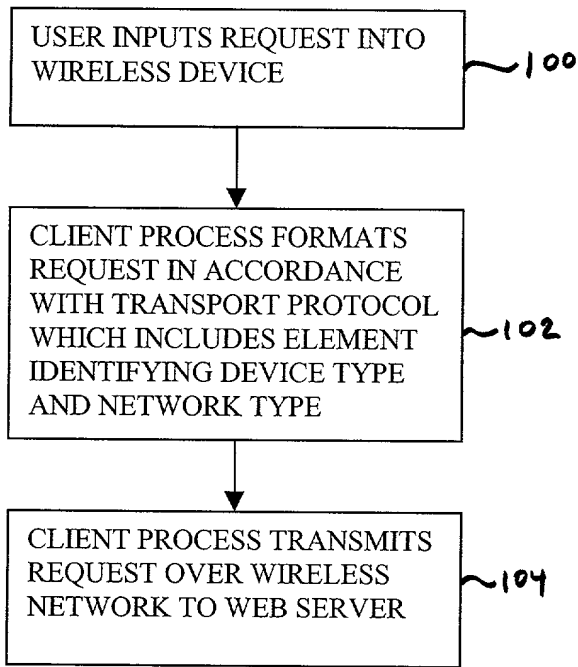 USER INPUTS REQUEST INTO
WIRELESS DEVICE
100
CLIENT PROCESS FORMATS
REQUEST IN ACCORDANCE
WITH TRANSPORT PROTOCOL
WHICH INCLUDES ELEMENT
IDENTIFYING DEVICE TYPE
AND NETWORK TYPE
102
CLIENT PROCESS TRANSMITS
REQUEST OVER WIRELESS
NETWORK TO WEB SERVER
104